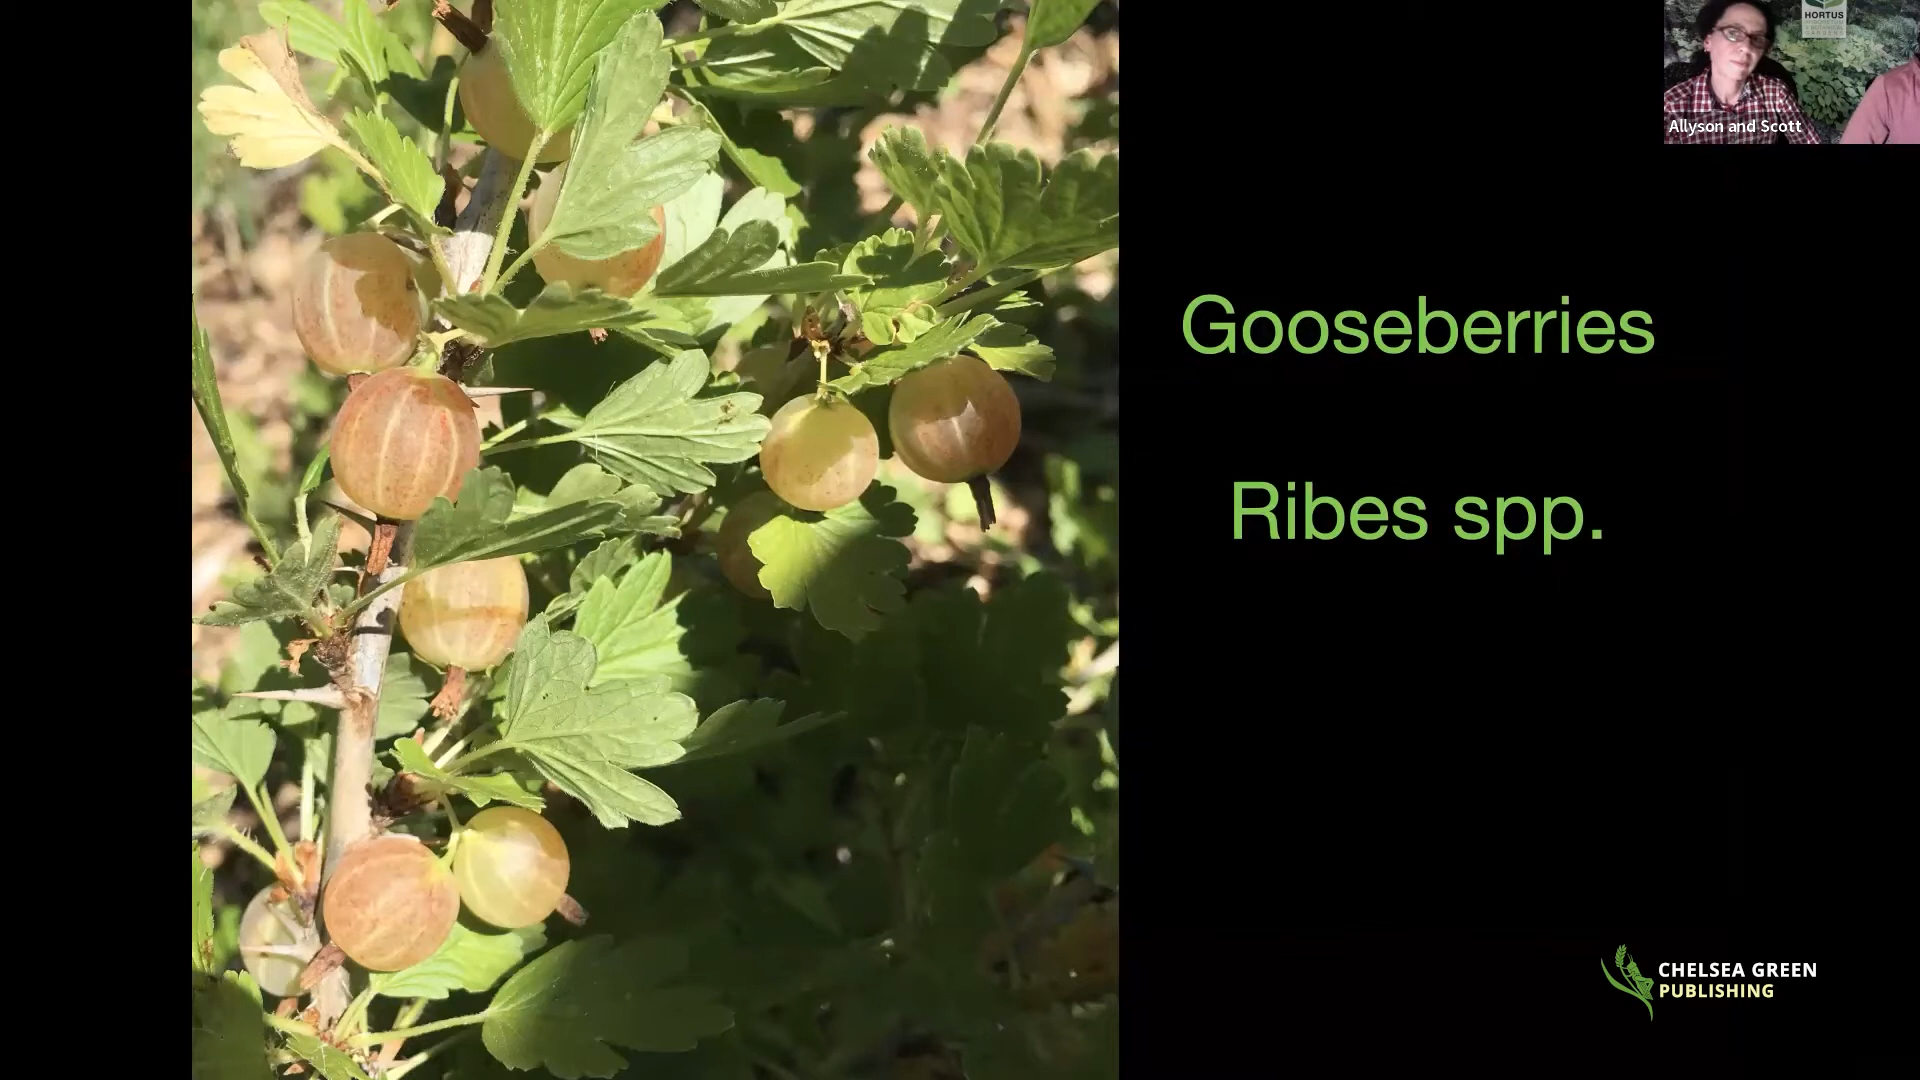 HORTUS
Allyson and Scott
Gooseberries
Ribes spp.
CHELSEA GREEN
PUBLISHING